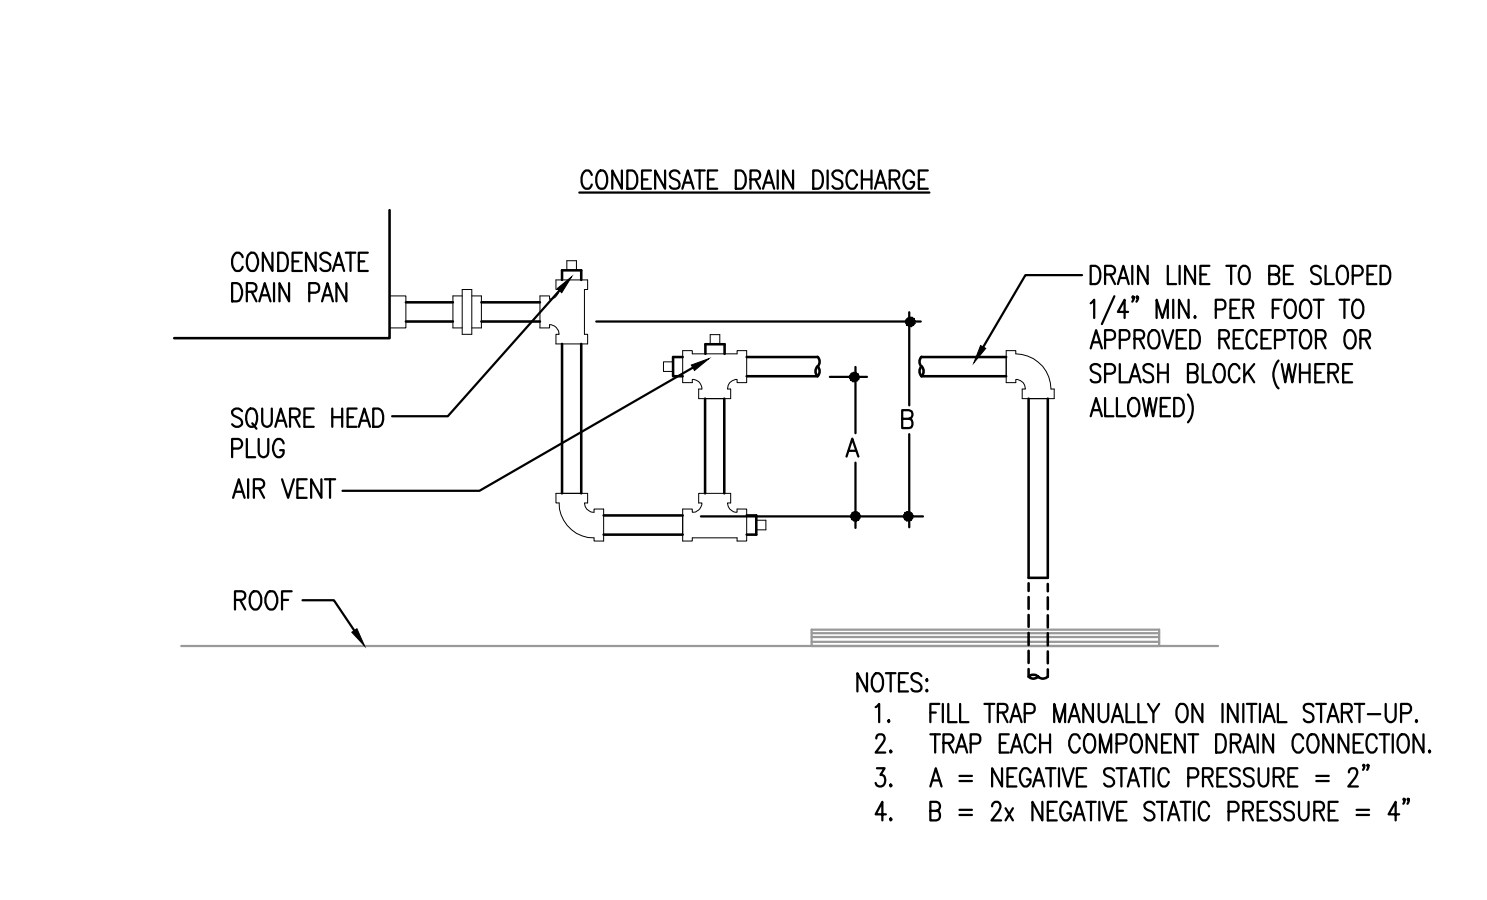 CONDENSATE DRAIN DISCHARGE
CONDENSATE
DRAIN PAN
DRAIN LINE TO BE SLOPED
1/4” MIN. PER FOOT TO
APPROVED RECEPTOR OR
SPLASH BLOCK (WHERE
ALLOWED)
SQUARE HEAD
PLUG
AIR VENT
A
B
ROOF
NOTES:
1. FILL TRAP MANUALLY ON INITIAL START-UP.
2. TRAP EACH COMPONENT DRAIN CONNECTION.
3. A = NEGATIVE STATIC PRESSURE = 2”
4. B = 2x NEGATIVE STATIC PRESSURE = 4”